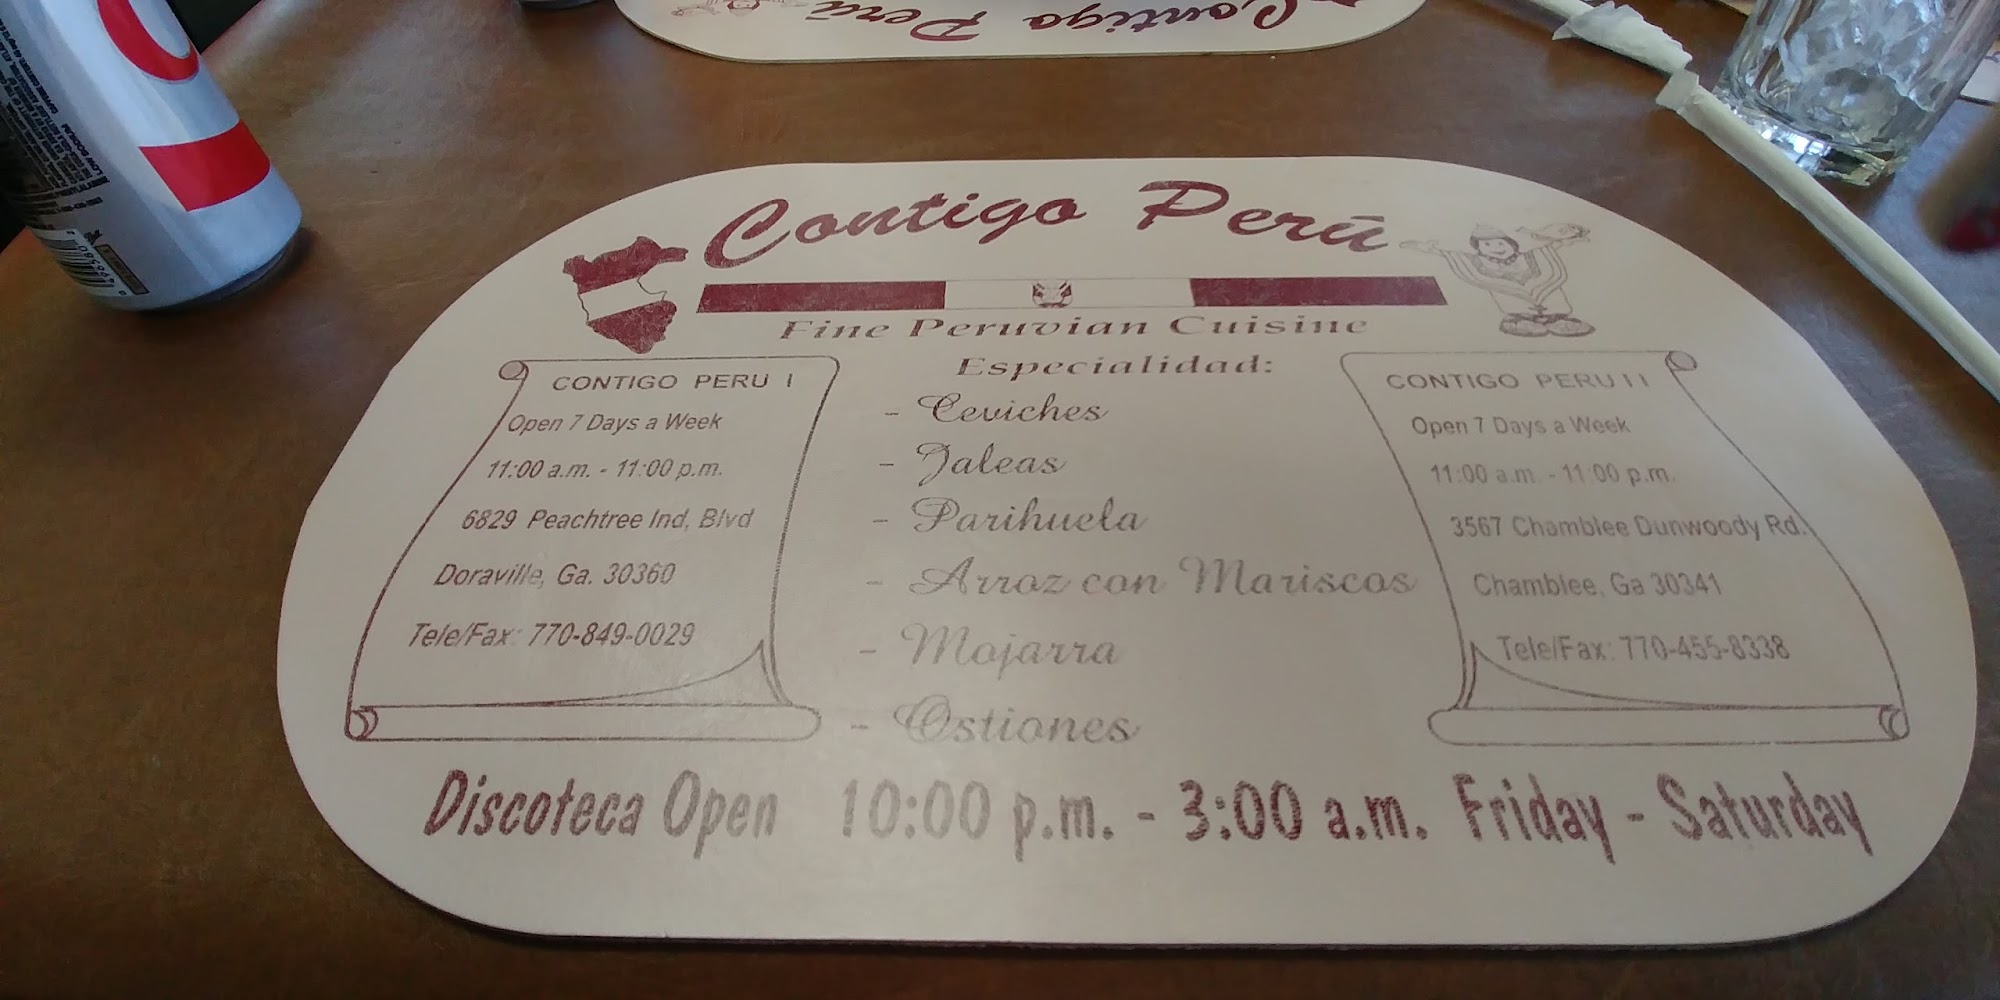 Contigo Perú
Contigo Perú
Fine Peruvian Cuisine
Especialidad:
- Ceviches
- Jaleas
- Parihuela
- Arroz con Mariscos
- Mojarra
- Ostiones
CONTIGO PERU I
Open 7 Days a Week
11:00 a.m. - 11:00 p.m.
6829 Peachtree Ind, Blvd
Doraville, Ga. 30360
Tele/Fax: 770-849-0029
CONTIGO PERU II
Open 7 Days a Week
11:00 a.m. - 11:00 p.m.
3567 Chamblee Dunwoody Rd.
Chamblee, Ga 30341
Tele/Fax: 770-455-8338
Discoteca Open 10:00 p.m. - 3:00 a.m. Friday - Saturday